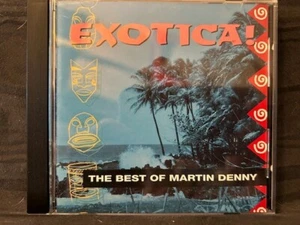 EXOTICA!
THE BEST OF MARTIN DENNY